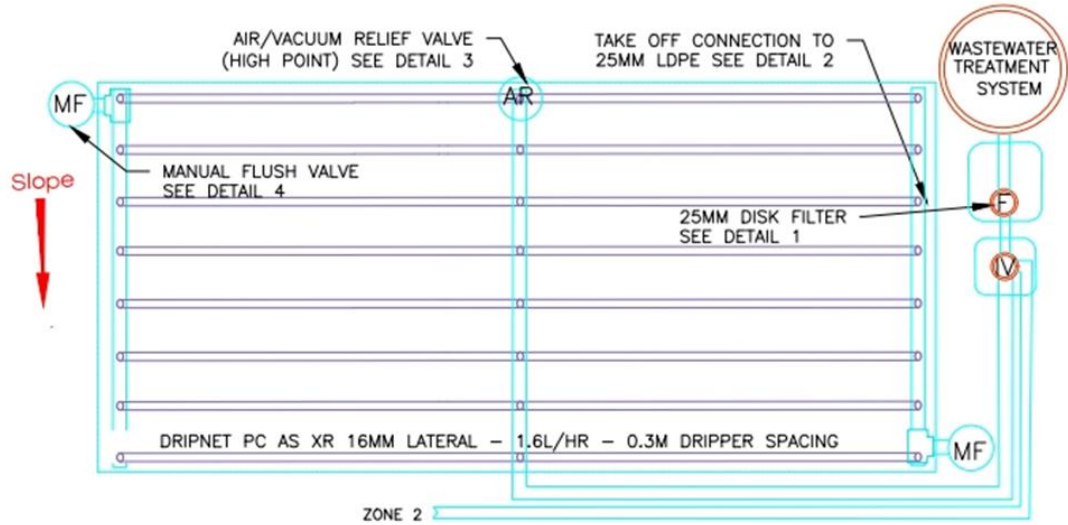 AIR/VACUUM RELIEF VALVE
(HIGH POINT) SEE DETAIL 3
TAKE OFF CONNECTION TO
25MM LDPE SEE DETAIL 2
WASTEWATER
TREATMENT
SYSTEM
MF
AR
MANUAL FLUSH VALVE
SEE DETAIL 4
Slope
F
25MM DISK FILTER
SEE DETAIL 1
IV
DRIPNET PC AS XR 16MM LATERAL – 1.6L/HR – 0.3M DRIPPER SPACING
MF
ZONE 2